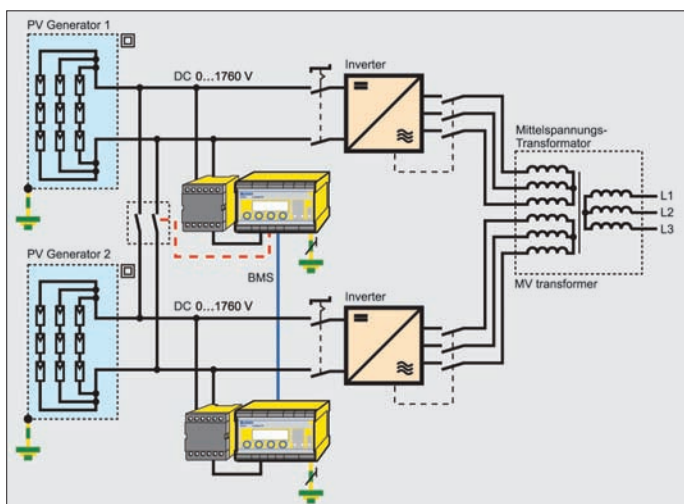 PV Generator 1
DC 0...1760 V
Inverter
Mittelspannungs-
Transformator
L1
L2
L3
MV transformer
BMS
PV Generator 2
DC 0...1760 V
Inverter